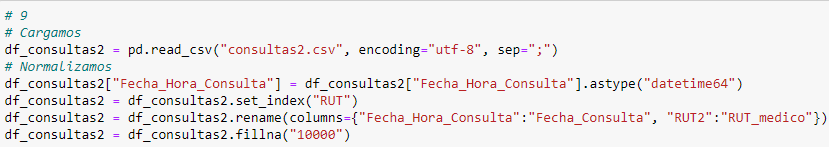 # 9
# Cargamos
df_consultas2 = pd.read_csv("consultas2.csv", encoding="utf-8", sep=";")
# Normalizamos
df_consultas2["Fecha_Hora_Consulta"] = df_consultas2["Fecha_Hora_Consulta"].astype("datetime64")
df_consultas2 = df_consultas2.set_index("RUT")
df_consultas2 = df_consultas2.rename(columns={"Fecha_Hora_Consulta":"Fecha_Consulta", "RUT2":"RUT_medico"})
df_consultas2 = df_consultas2.fillna("10000")